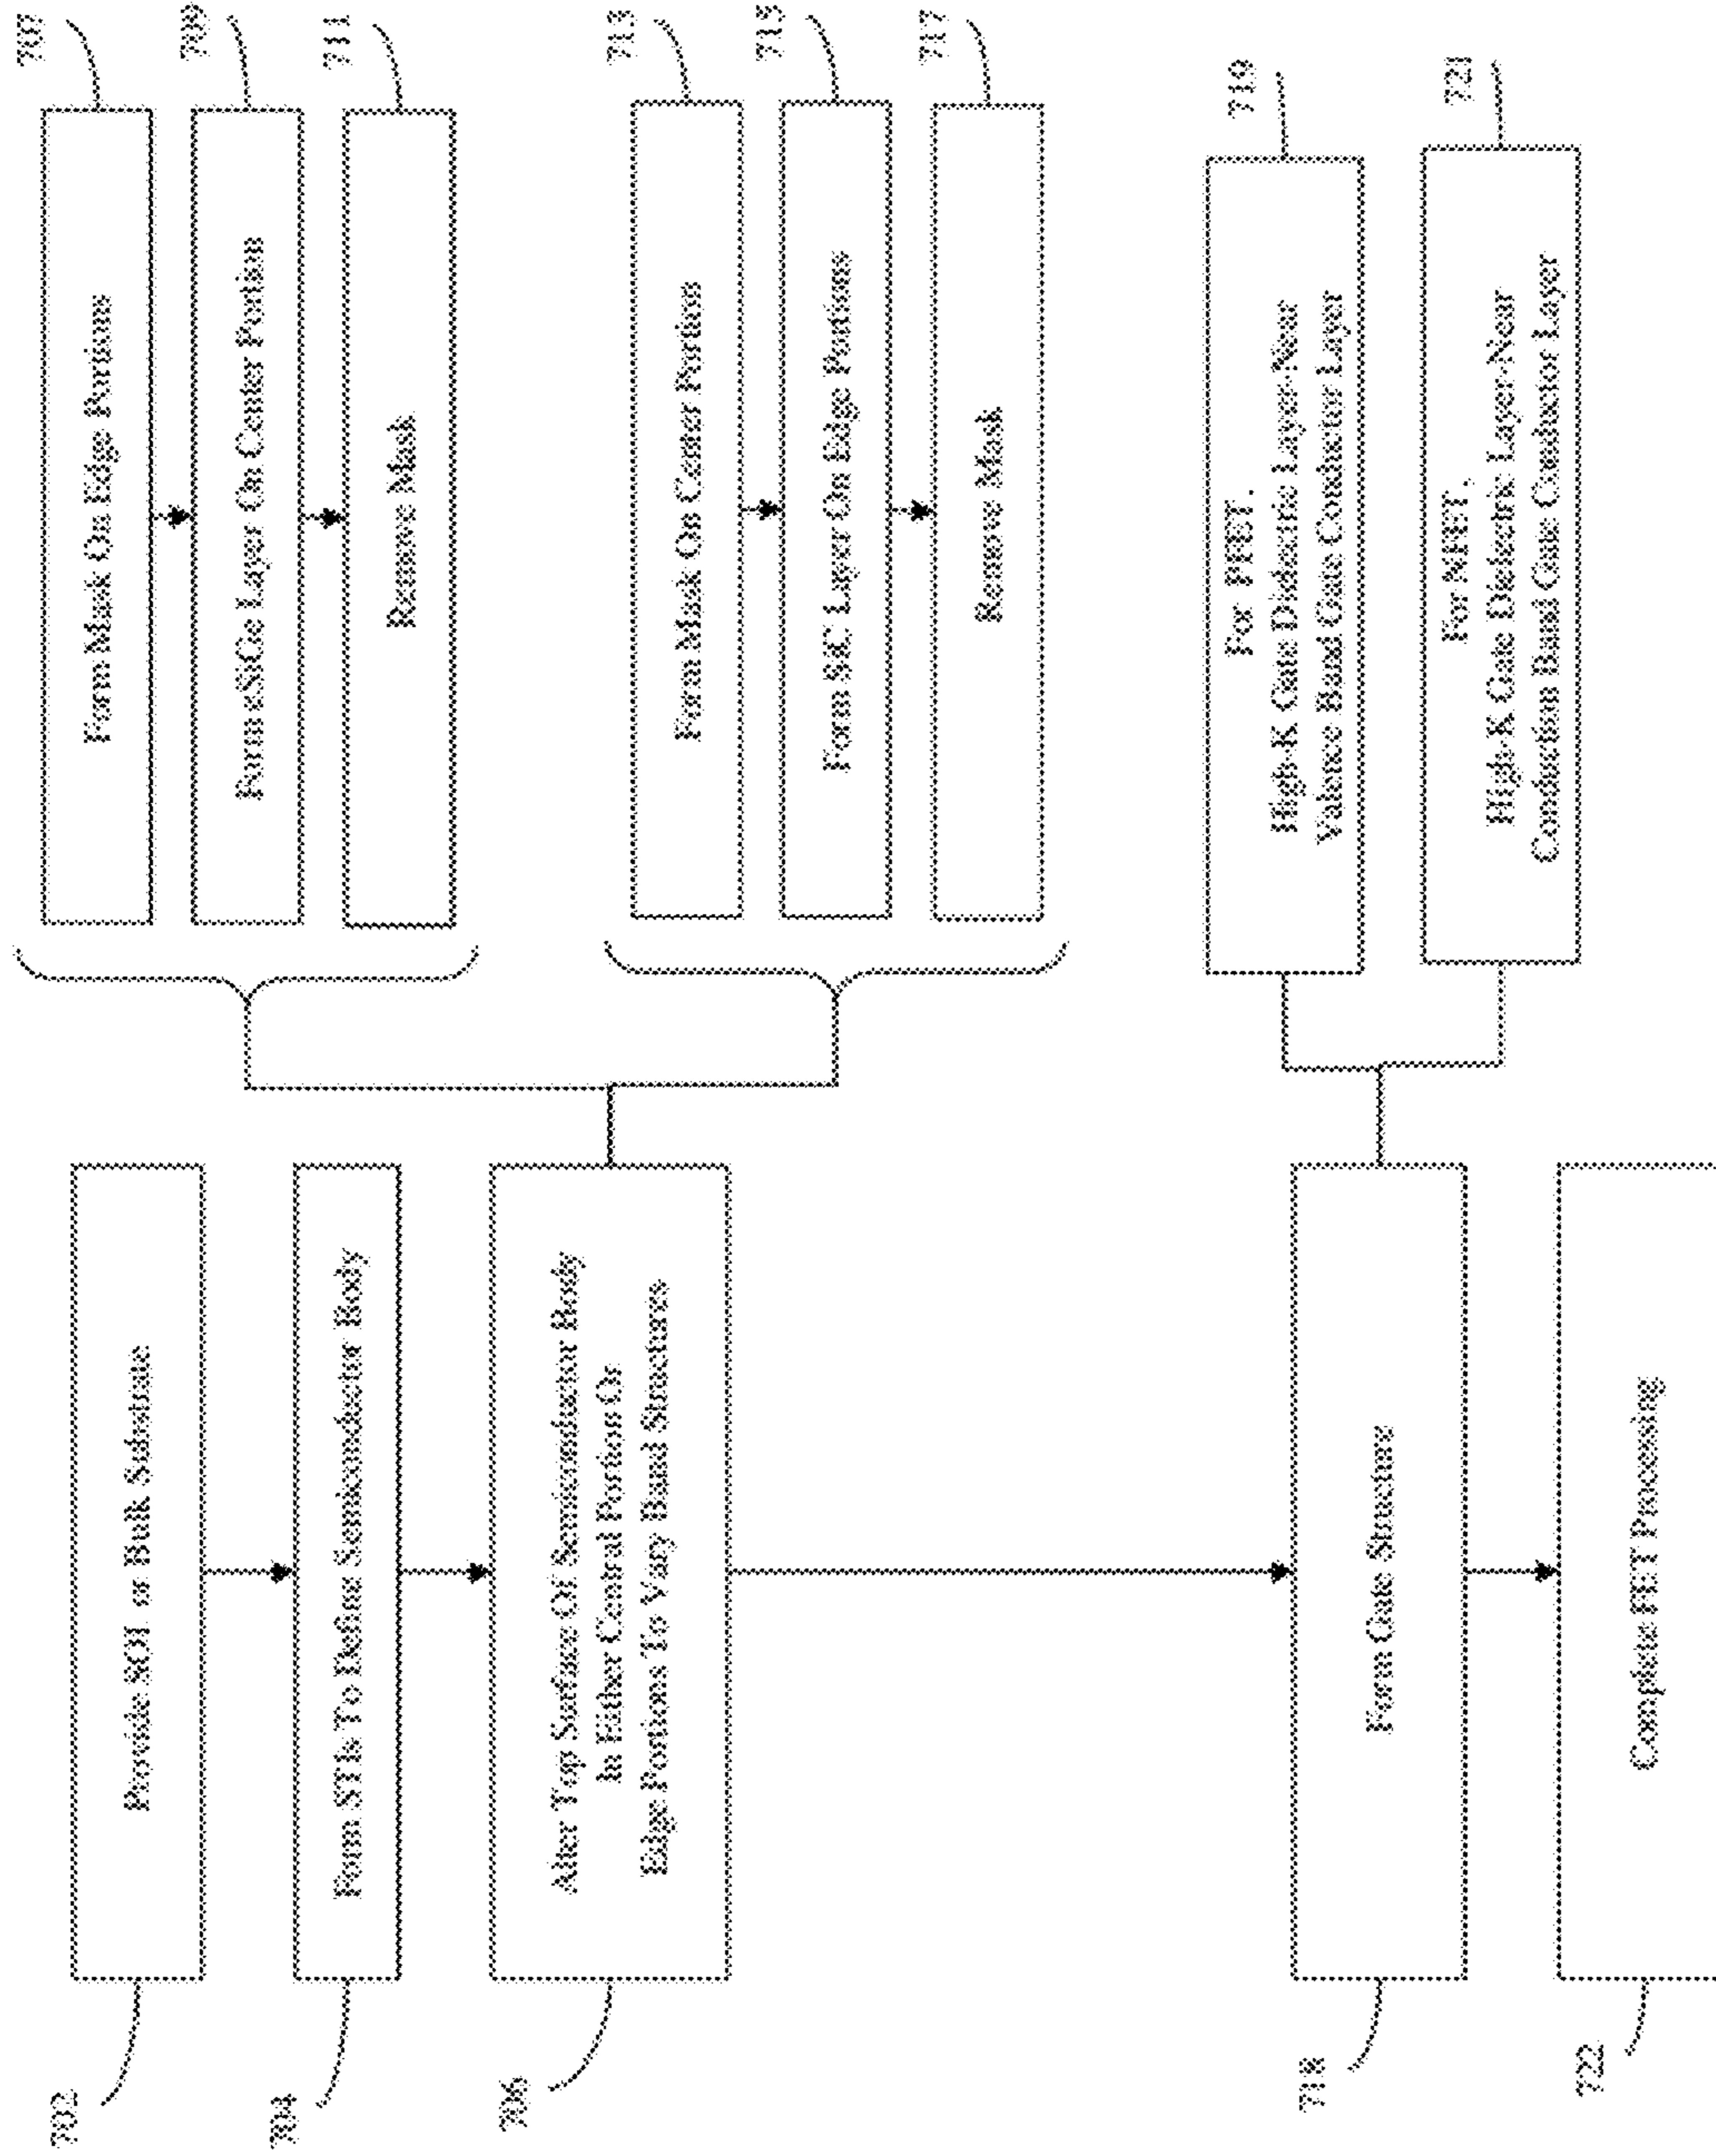 702
Provide SOI or Bulk Substrate
704
Form STIs To Define Semiconductor Body
706
Alter Top Surface Of Semiconductor Body
In Either Central Portion Or
Edge Portions To Vary Band Structures
707
Form Mask On Edge Portions
709
Form eSiGe Layer On Center Portion
711
Remove Mask
713
Form Mask On Center Portion
715
Form SiC Layer On Edge Portions
717
Remove Mask
718
Form Gate Structure
719
For PFET,
High-K Gate Dielectric Layer-Near
Valence Band Gate Conductor Layer
721
For NFET,
High-K Gate Dielectric Layer-Near
Conduction Band Gate Conductor Layer
722
Complete FET Processing